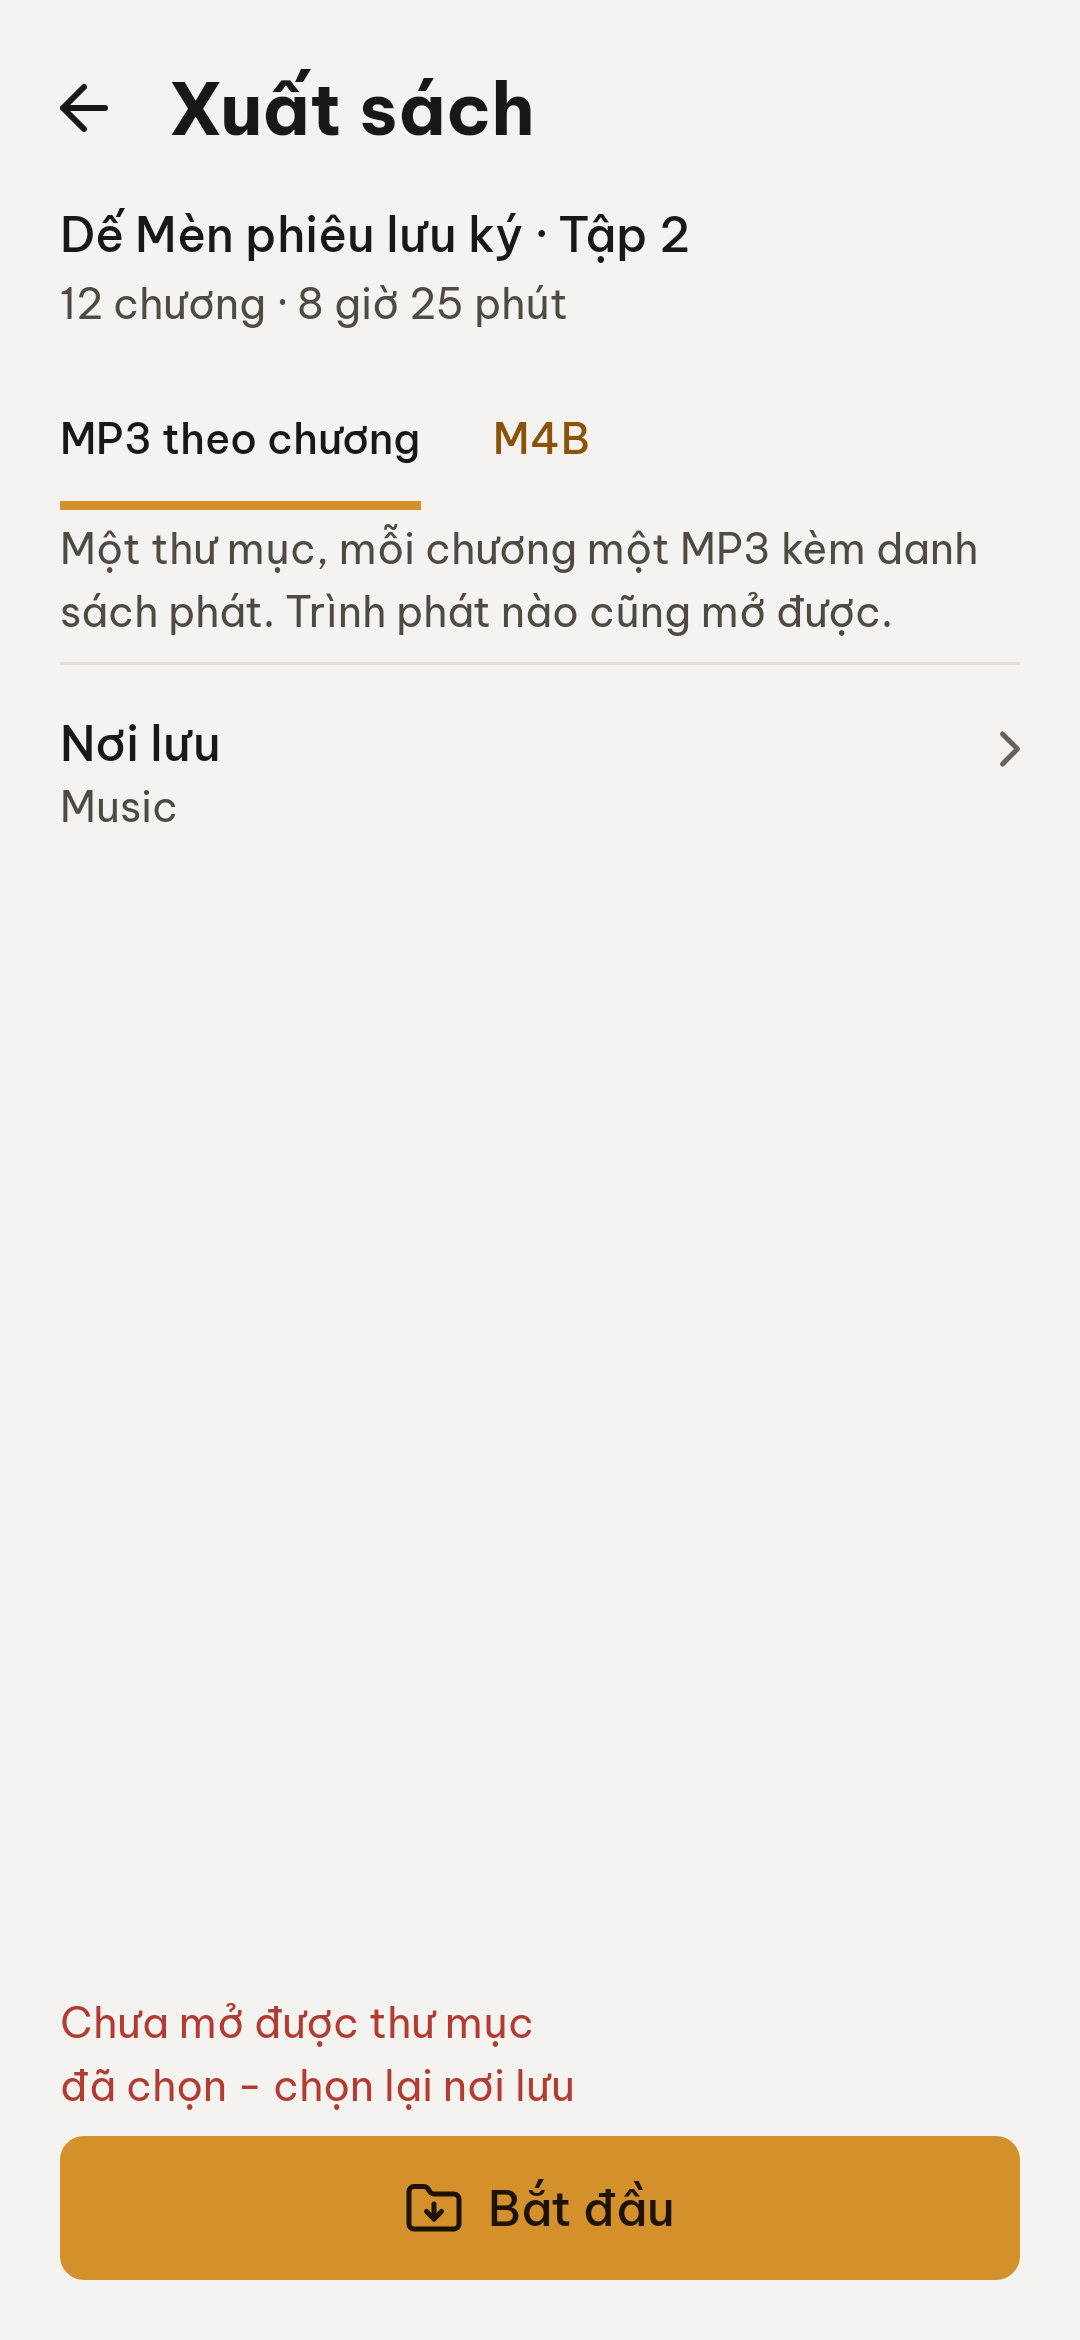 Xuất sách
Dế Mèn phiêu lưu ký · Tập 2
12 chương · 8 giờ 25 phút
MP3 theo chương
M4B
Một thư mục, mỗi chương một MP3 kèm danh
sách phát. Trình phát nào cũng mở được.
Nơi lưu
Music
Chưa mở được thư mục
đã chọn – chọn lại nơi lưu
Bắt đầu